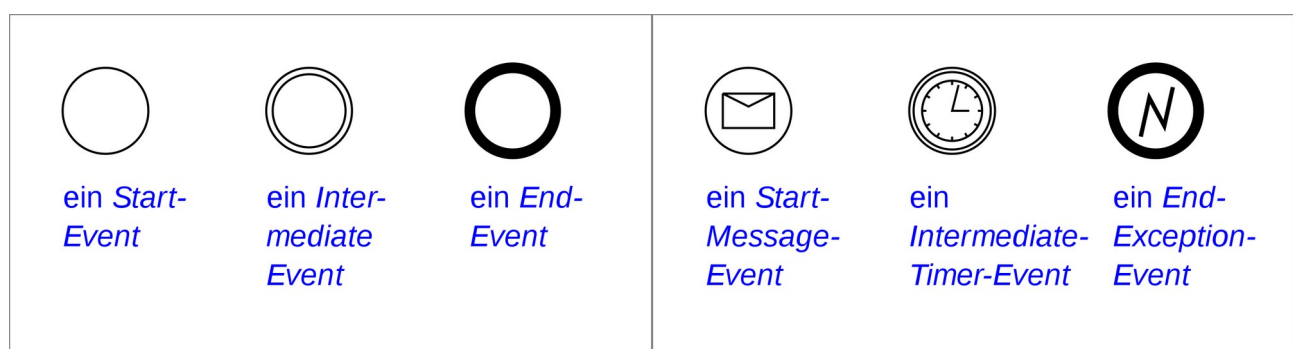 ein Start-
Event
ein Inter-
mediate
Event
ein End-
Event
ein Start-
Message-
Event
ein
Intermediate-
Timer-Event
ein End-
Exception-
Event